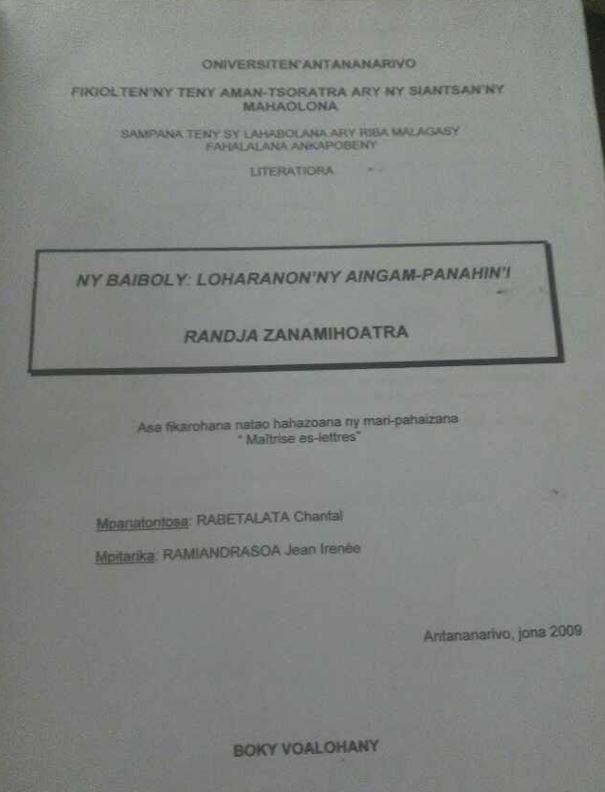 ONIVERSITEN'ANTANANARIVO
FIKIOLTEN'NY TENY AMAN-TSORATRA ARY NY SIANTSAN'NY
MAHAOLONA
SAMPANA TENY SY LAHABOLANA ARY RIBA MALAGASY
FAHALALANA ANKAPOBENY
LITERATIORA
NY BAIBOLY: LOHARANON'NY AINGAM-PANAHIN'I
RANDJA ZANAMIHOATRA
Asa fikarohana natao hahazoana ny mari-pahaizana
" Maîtrise es-lettres"
Mpanatontosa: RABETALATA Chantal
Mpitarika: RAMIANDRASOA Jean Irenée
Antananarivo, jona 2009
BOKY VOALOHANY